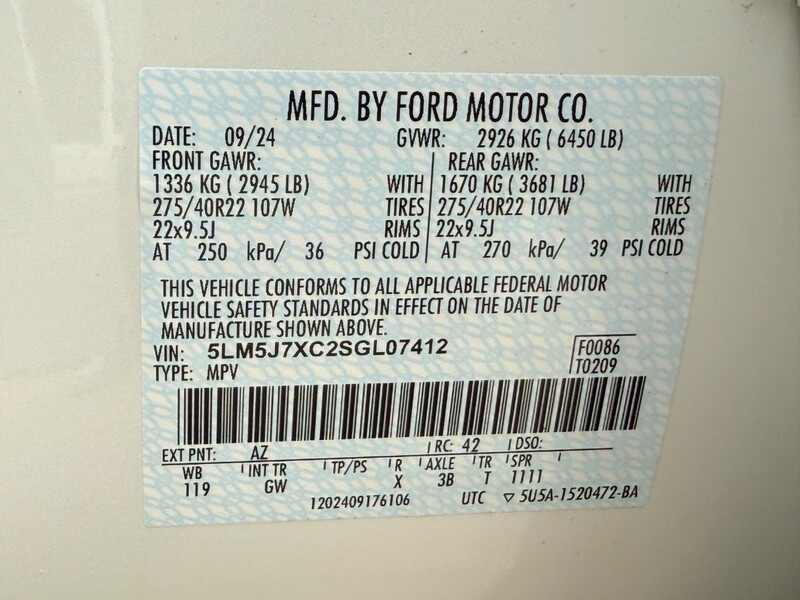 MFD. BY FORD MOTOR CO.
DATE: 09/24 GVWR: 2926 KG ( 6450 LB)
FRONT GAWR: REAR GAWR:
1336 KG ( 2945 LB) WITH 1670 KG ( 3681 LB) WITH
275/40R22 107W TIRES 275/40R22 107W TIRES
22x9.5J RIMS 22x9.5J RIMS
AT 250 kPa/ 36 PSI COLD AT 270 kPa/ 39 PSI COLD
THIS VEHICLE CONFORMS TO ALL APPLICABLE FEDERAL MOTOR
VEHICLE SAFETY STANDARDS IN EFFECT ON THE DATE OF
MANUFACTURE SHOWN ABOVE.
VIN: 5LM5J7XC2SGL07412 F0086
TYPE: MPV T0209
EXT PNT: AZ RC: 42 DSO:
WB INT TR TP/PS R AXLE TR SPR
119 GW X 3B T 1111
1202409176106 UTC ▽ 5U5A-1520472-BA